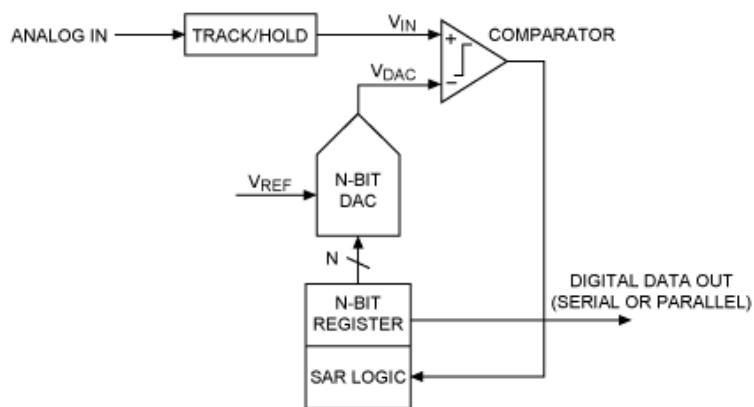 ANALOG IN
TRACK/HOLD
VIN
COMPARATOR
+
VDAC
−
VREF
N-BIT
DAC
N
N-BIT
REGISTER
DIGITAL DATA OUT
(SERIAL OR PARALLEL)
SAR LOGIC